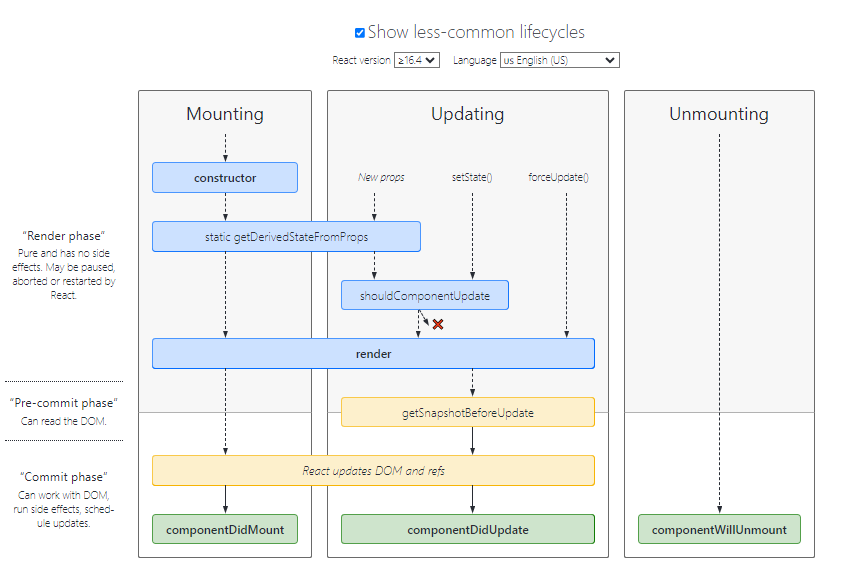 Show less-common lifecycles
React version ≥16.4 Language us English (US)
Mounting
Updating
Unmounting
constructor
New props
setState()
forceUpdate()
static getDerivedStateFromProps
"Render phase"
Pure and has no side
effects. May be paused,
aborted or restarted by
React.
shouldComponentUpdate
render
"Pre-commit phase"
Can read the DOM.
getSnapshotBeforeUpdate
"Commit phase"
Can work with DOM,
run side effects, sched-
ule updates.
React updates DOM and refs
componentDidMount
componentDidUpdate
componentWillUnmount